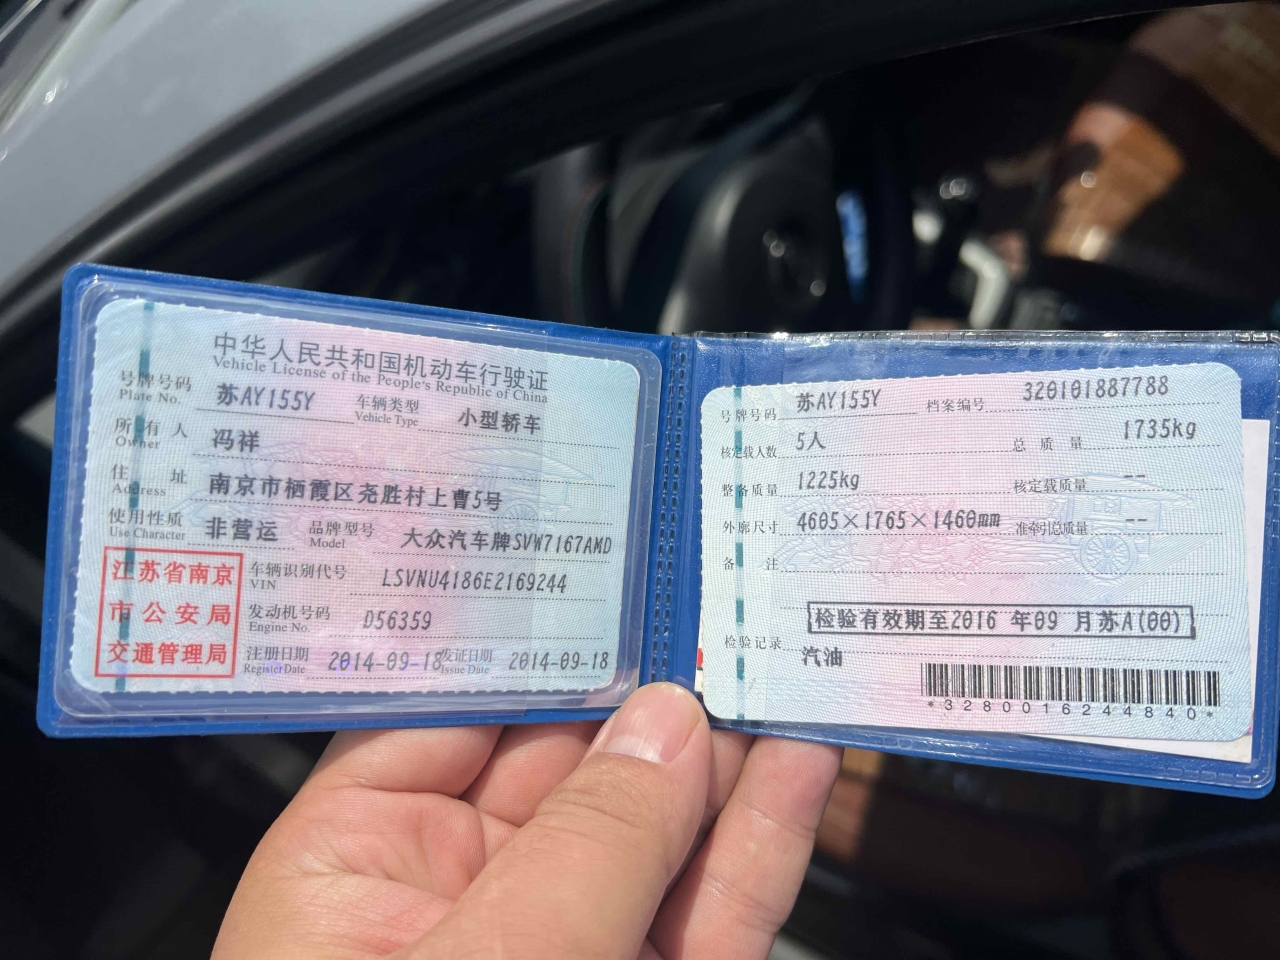 中华人民共和国机动车行驶证
Vehicle License of the People's Republic of China
号牌号码 苏AY155Y 车辆类型 小型轿车
Plate No. Vehicle Type
所有人 冯祥
Owner
住址 南京市栖霞区尧胜村上曹5号
Address
使用性质 非营运 品牌型号 大众汽车牌SVW7167AMD
Use Character Model
江苏省南京
市公安局
交通管理局
车辆识别代号 LSVNU4186E2169244
VIN
发动机号码 D56359
Engine No.
注册日期 2014-09-18 发证日期 2014-09-18
Register Date Issue Date
号牌号码 苏AY155Y 档案编号 320101887788
核定载人数 5人 总质量 1735kg
整备质量 1225kg 核定载质量 --
外廓尺寸 4605×1765×1460mm 准牵引总质量 --
备注
检验记录 检验有效期至2016 年09 月苏A(00)
汽油
*3280016244840*